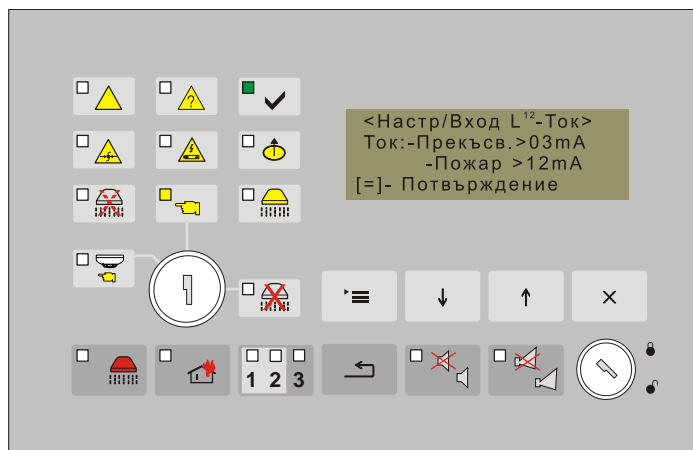 <Настр/Вход L¹²-Ток>
Ток:-Прекъсв.>03mA
-Пожар >12mA
[=]- Потвърждение
?
1 2 3